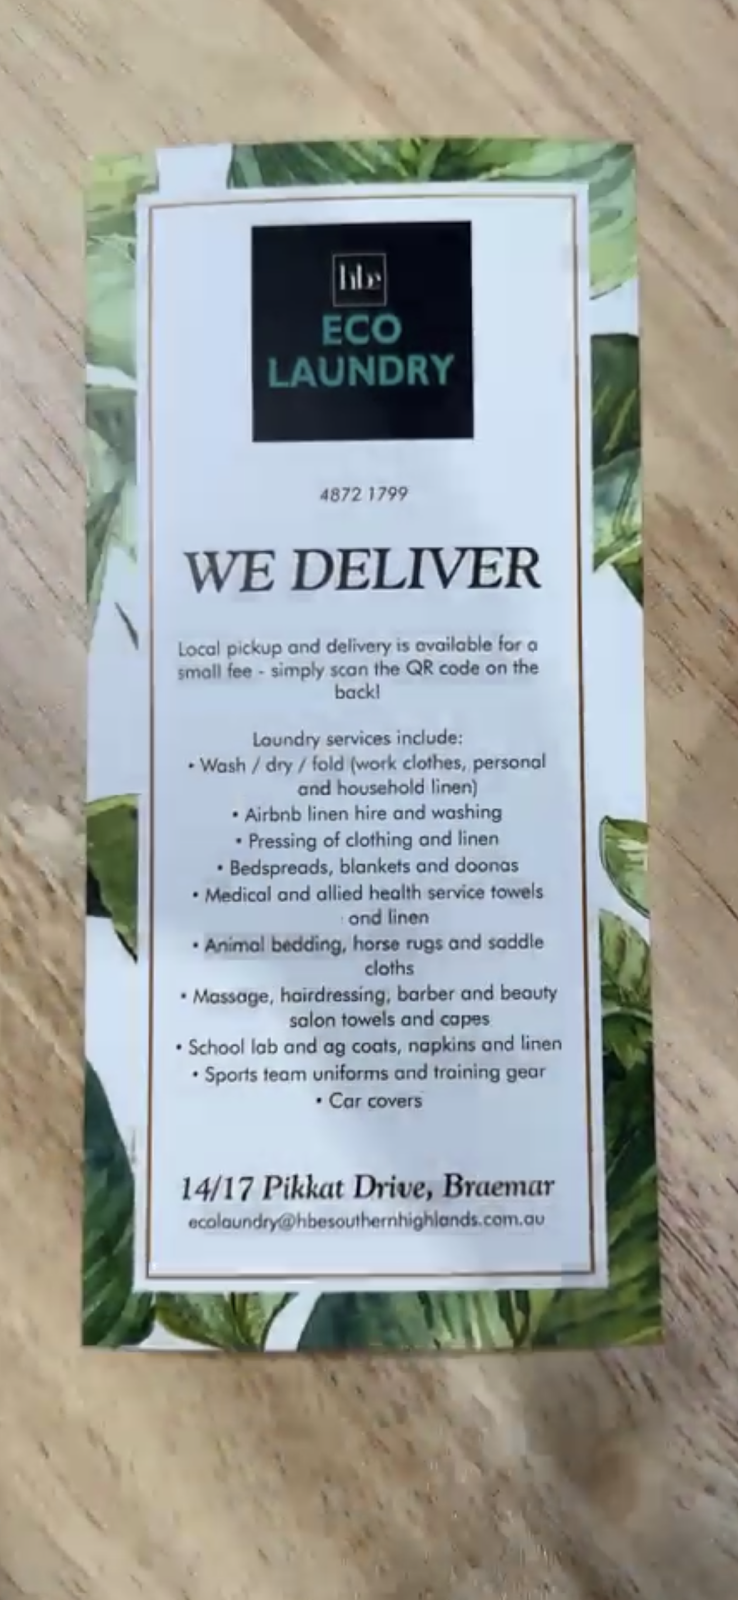 hbe
ECO
LAUNDRY
4872 1799
WE DELIVER
Local pickup and delivery is available for a
small fee - simply scan the QR code on the
back!
Laundry services include:
• Wash / dry / fold (work clothes, personal
and household linen)
• Airbnb linen hire and washing
• Pressing of clothing and linen
• Bedspreads, blankets and doonas
• Medical and allied health service towels
and linen
• Animal bedding, horse rugs and saddle
cloths
• Massage, hairdressing, barber and beauty
salon towels and capes
• School lab and ag coats, napkins and linen
• Sports team uniforms and training gear
• Car covers
14/17 Pikkat Drive, Braemar
ecolaundry@hbesouthernhighlands.com.au